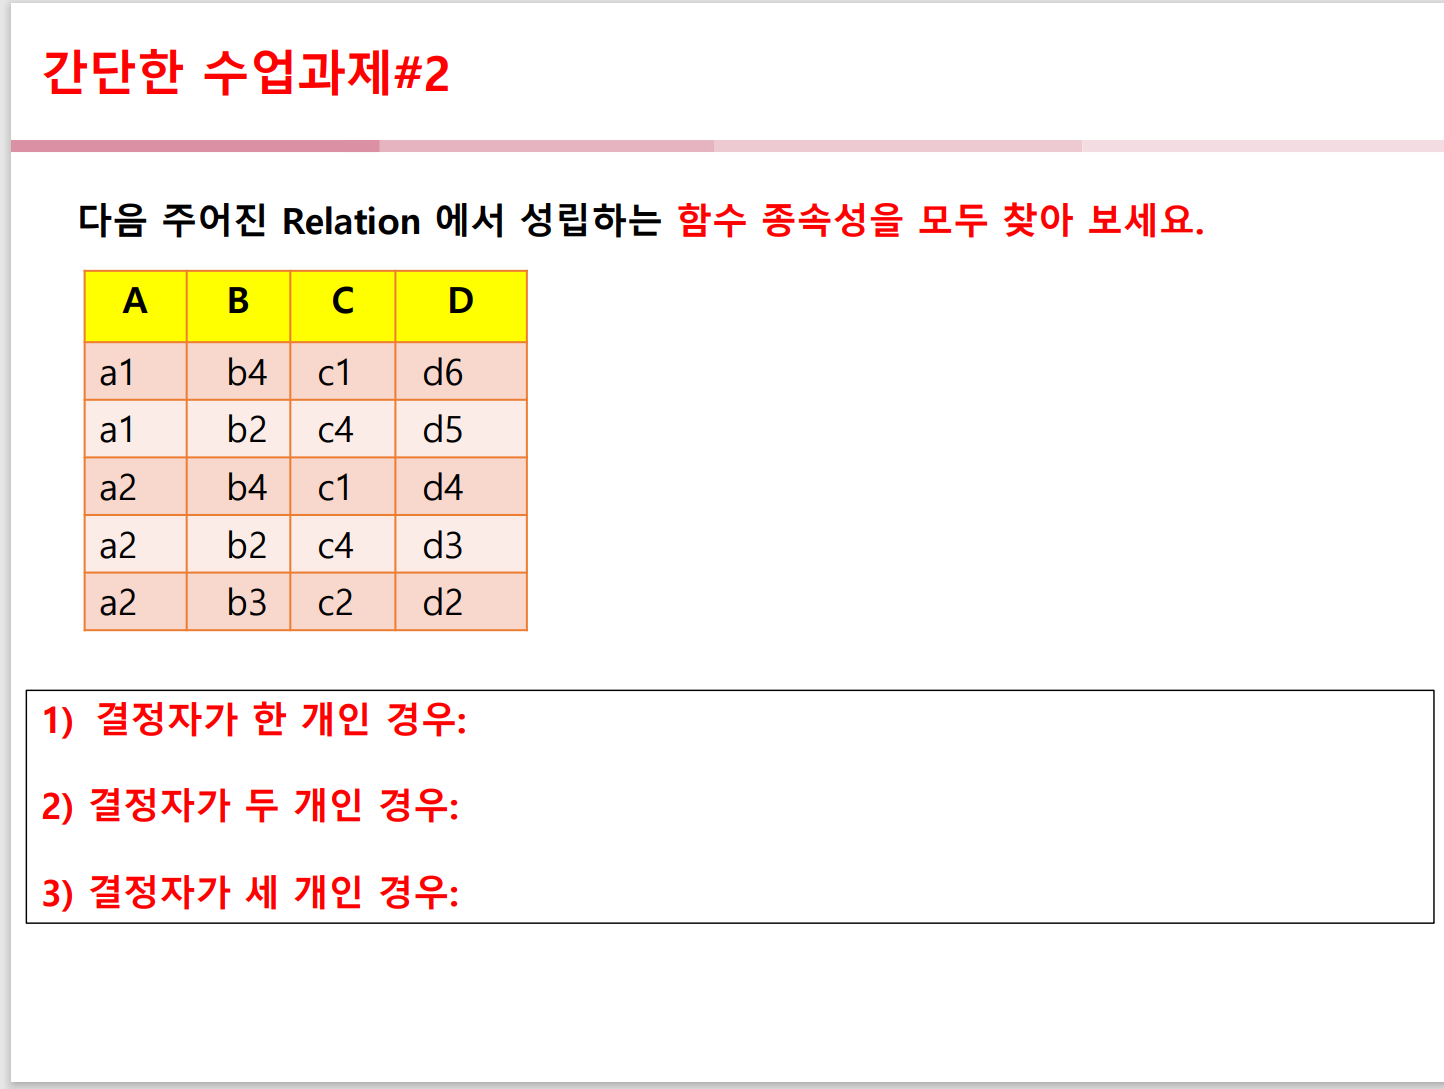 간단한 수업과제#2
다음 주어진 Relation 에서 성립하는 함수 종속성을 모두 찾아 보세요.
A B C D
a1 b4 c1 d6
a1 b2 c4 d5
a2 b4 c1 d4
a2 b2 c4 d3
a2 b3 c2 d2
1) 결정자가 한 개인 경우:
2) 결정자가 두 개인 경우:
3) 결정자가 세 개인 경우: